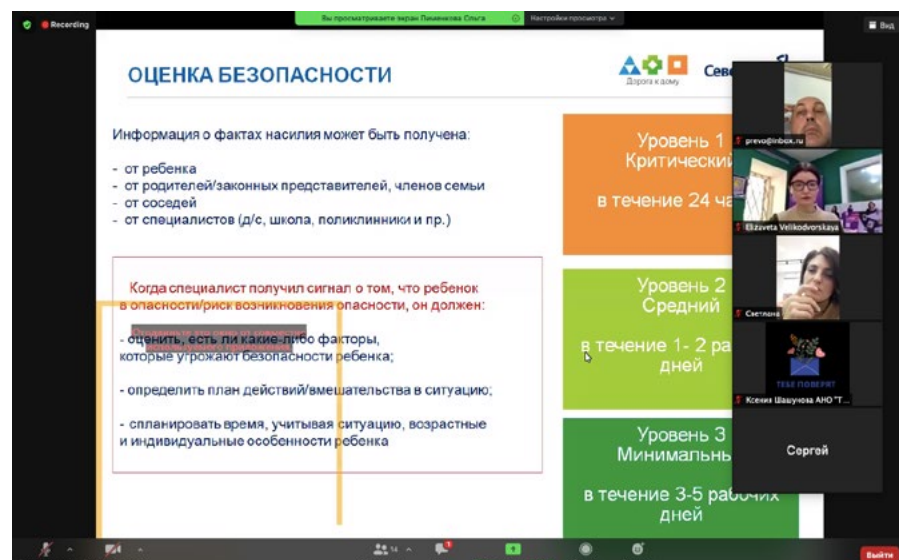 Recording
Вы просматриваете экран Пименкова Ольга
Настройки просмотра
Вид
ОЦЕНКА БЕЗОПАСНОСТИ
Дорога к дому
Севе
Информация о фактах насилия может быть получена:
- от ребенка
- от родителей/законных представителей, членов семьи
- от соседей
- от специалистов (д/с, школа, поликлинники и пр.)
Когда специалист получил сигнал о том, что ребенок
в опасности/риск возникновения опасности, он должен:
- оценить, есть ли какие-либо факторы,
которые угрожают безопасности ребенка;
- определить план действий/вмешательства в ситуацию;
- спланировать время, учитывая ситуацию, возрастные
и индивидуальные особенности ребенка
Уровень 1
Критический
в течение 24 ча
Уровень 2
Средний
в течение 1- 2 ра
дней
Уровень 3
Минимальны
в течение 3-5 рабочих
дней
prevo@inbox.ru
Elizaveta Velikodvorskaya
Светлана
ТЕБЕ ПОВЕРЯТ
Ксения Шашунова АНО "Т...
Сергей
14
1
Выйти